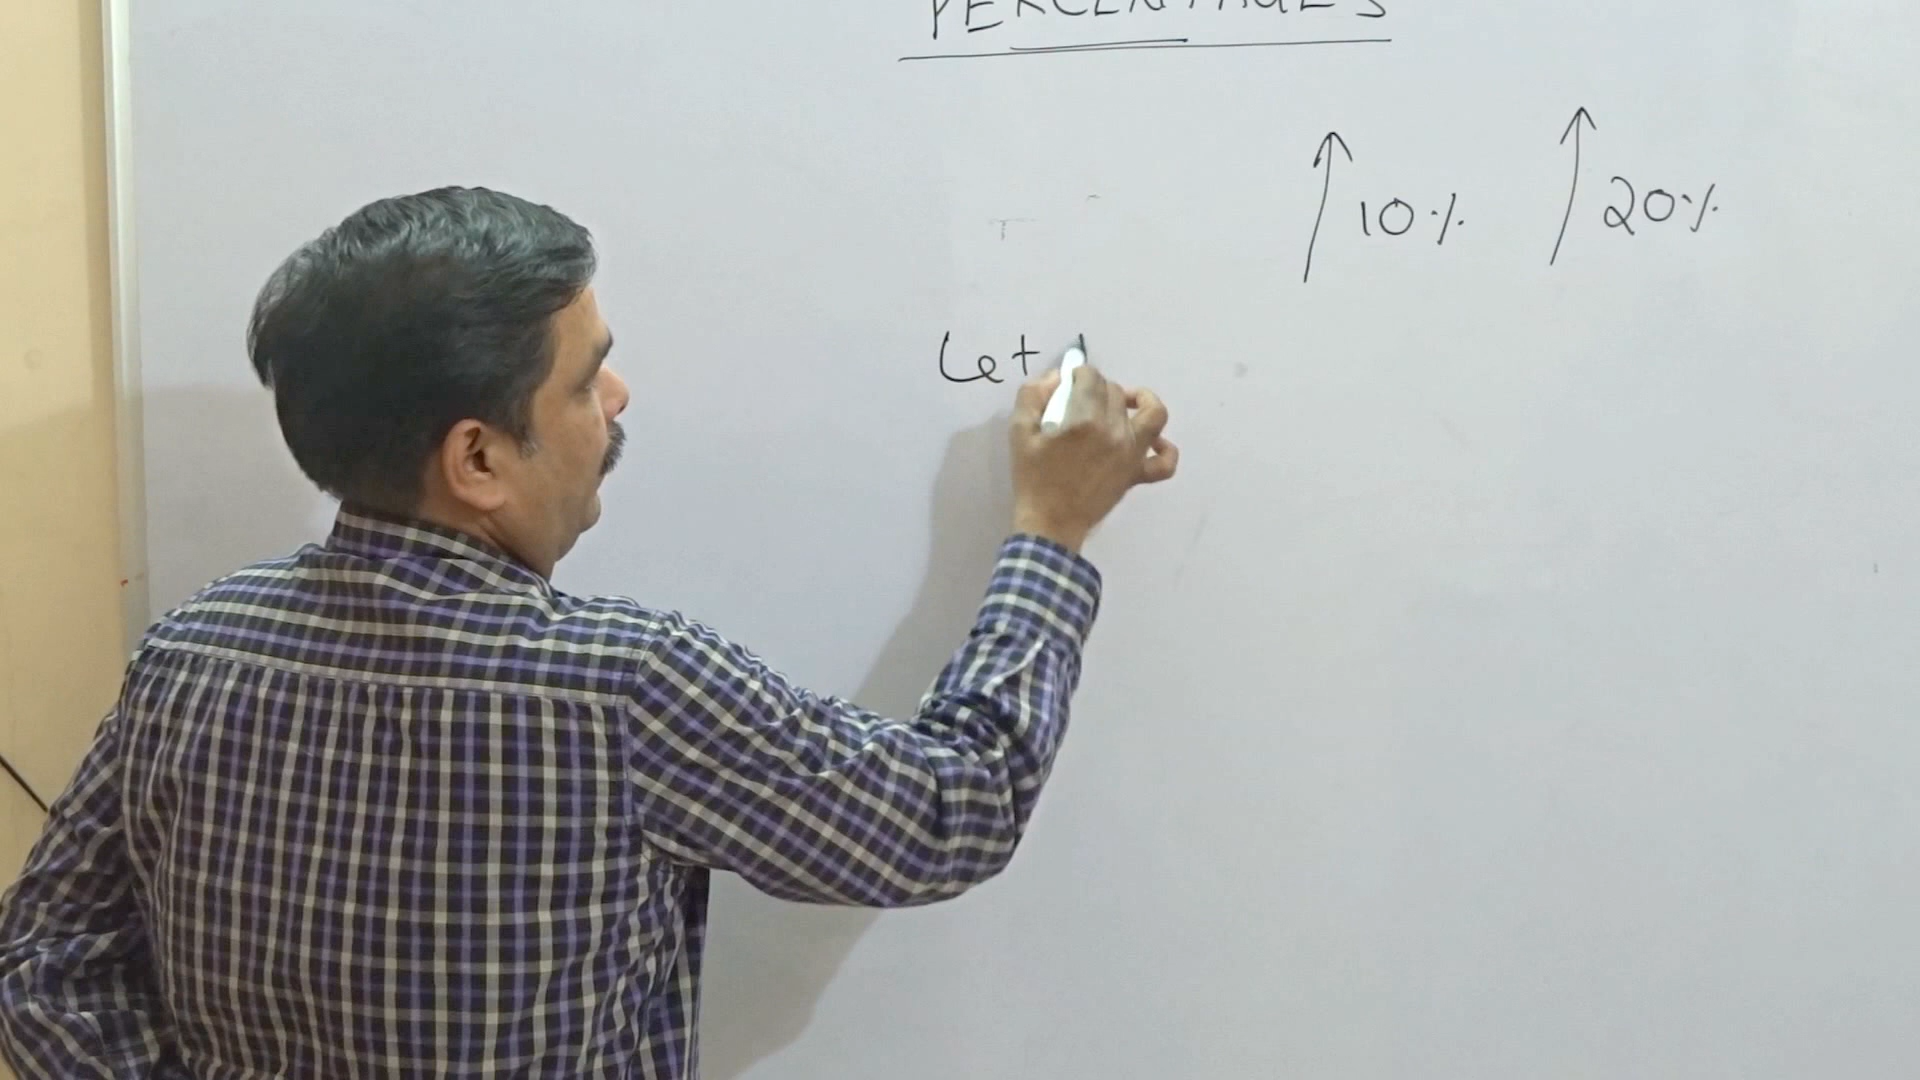 PERCENTAGES
↑ 10% ↑ 20%
Let